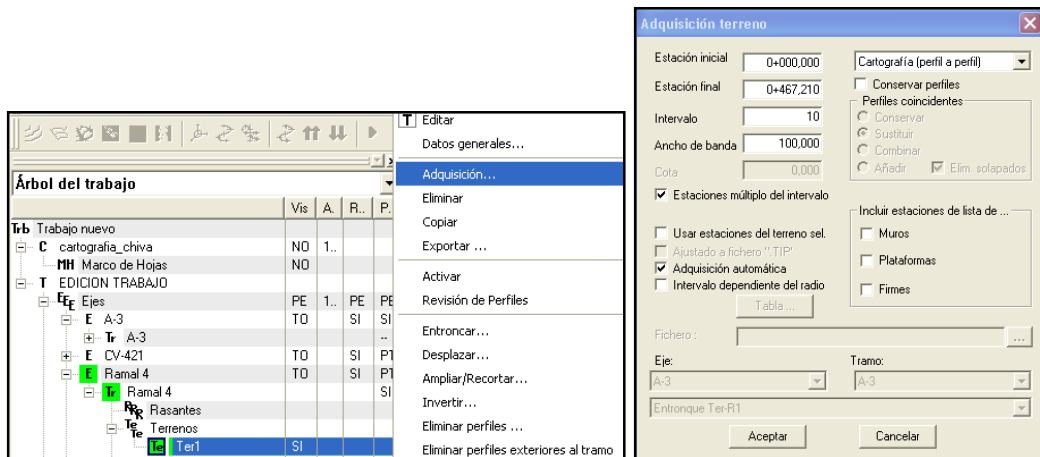 Árbol del trabajo
Vis A. R.. P.
Trb Trabajo nuevo
C cartografia_chiva NO 1..
MH Marco de Hojas NO
T EDICION TRABAJO
EEE Ejes PE 1.. PE PE
E A-3 TO SI SI
Tr A-3 --
E CV-421 TO SI PT
E Ramal 4 TO SI PT
Tr Ramal 4 SI
RRR Rasantes
TeTe Terrenos
Te Ter1 SI
T Editar
Datos generales...
Adquisición...
Eliminar
Copiar
Exportar ...
Activar
Revisión de Perfiles
Entroncar...
Desplazar...
Ampliar/Recortar...
Invertir...
Eliminar perfiles ...
Eliminar perfiles exteriores al tramo
Adquisición terreno
Estación inicial 0+000,000
Estación final 0+467,210
Intervalo 10
Ancho de banda 100,000
Cota 0,000
Estaciones múltiplo del intervalo
Usar estaciones del terreno sel.
Ajustado a fichero ".TIP"
Adquisición automática
Intervalo dependiente del radio
Tabla ...
Cartografía (perfil a perfil)
Conservar perfiles
Perfiles coincidentes
Conservar
Sustituir
Combinar
Añadir Elim. solapados
Incluir estaciones de lista de ...
Muros
Plataformas
Firmes
Fichero : ...
Eje: Tramo:
A-3 A-3
Entronque Ter-R1
Aceptar Cancelar